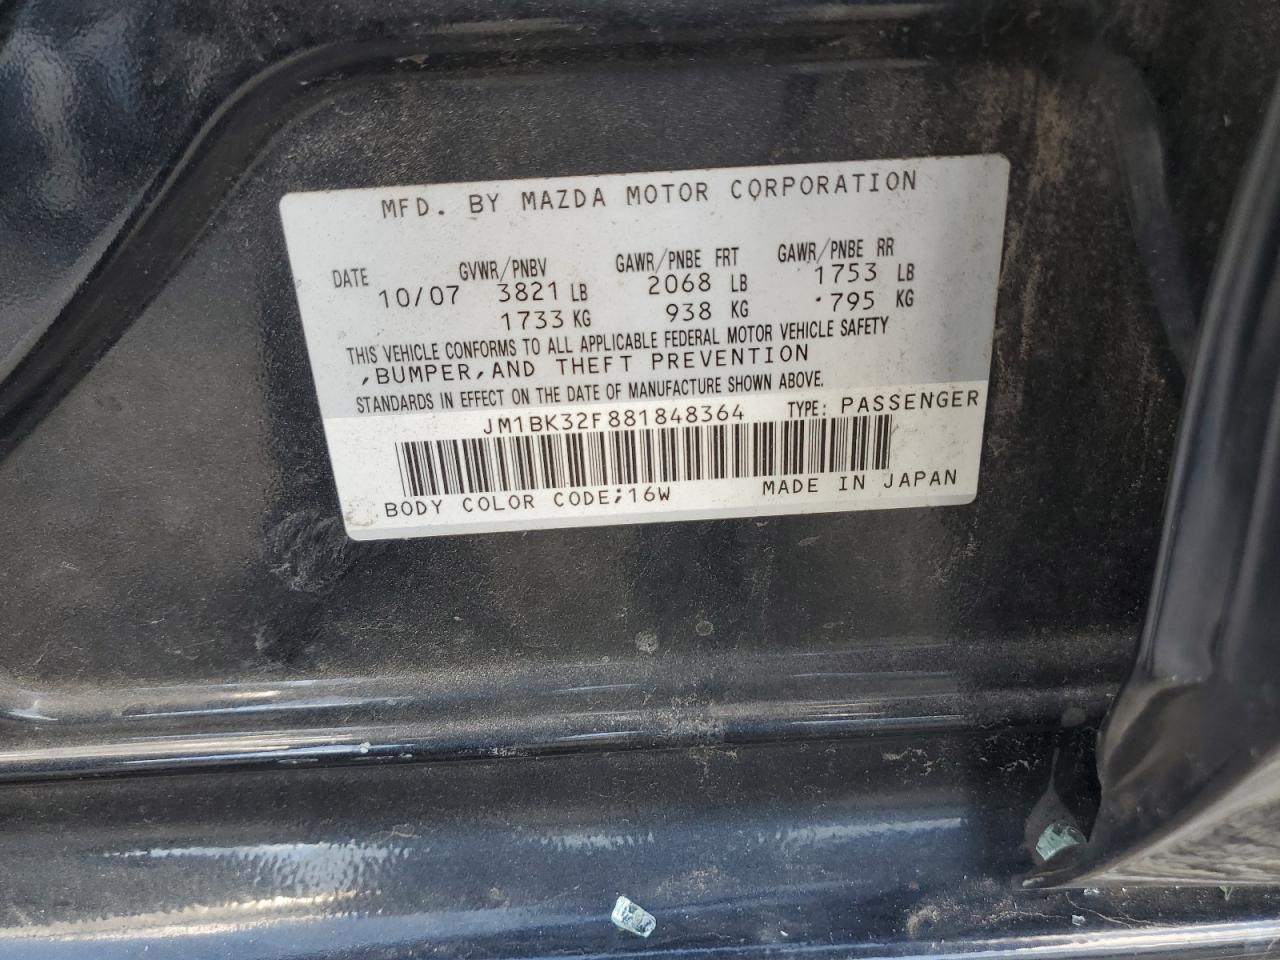 MFD. BY MAZDA MOTOR CORPORATION
DATE GVWR/PNBV GAWR/PNBE FRT GAWR/PNBE RR
10/07 3821 LB 2068 LB 1753 LB
1733 KG 938 KG 795 KG
THIS VEHICLE CONFORMS TO ALL APPLICABLE FEDERAL MOTOR VEHICLE SAFETY
,BUMPER,AND THEFT PREVENTION
STANDARDS IN EFFECT ON THE DATE OF MANUFACTURE SHOWN ABOVE.
JM1BK32F881848364 TYPE: PASSENGER
BODY COLOR CODE;16W MADE IN JAPAN